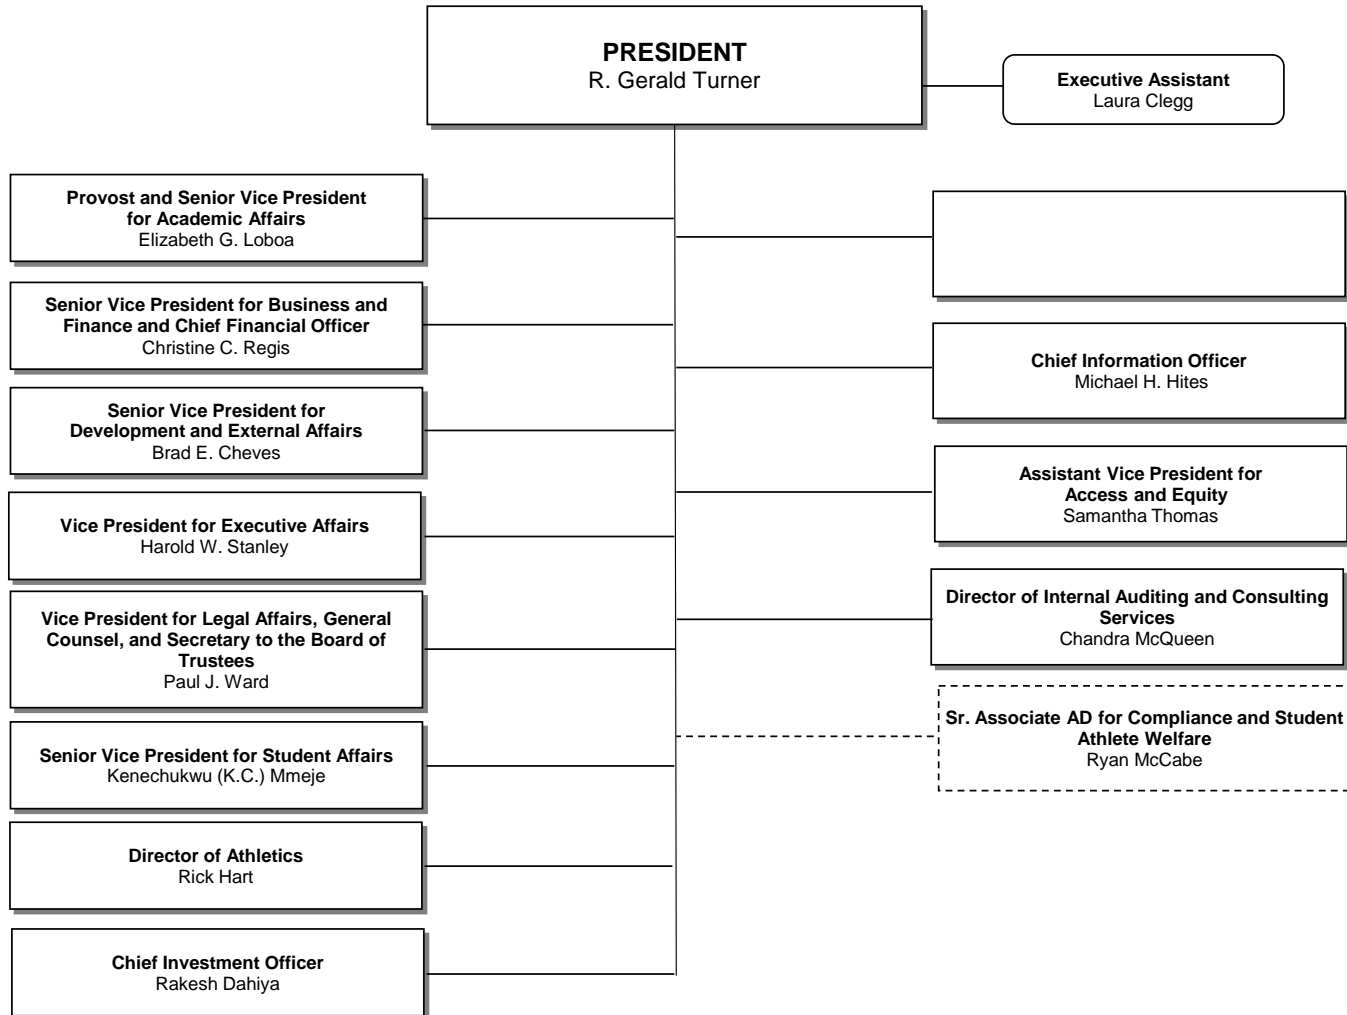 PRESIDENT
R. Gerald Turner
Executive Assistant
Laura Clegg
Provost and Senior Vice President
for Academic Affairs
Elizabeth G. Loboa
Senior Vice President for Business and
Finance and Chief Financial Officer
Christine C. Regis
Senior Vice President for
Development and External Affairs
Brad E. Cheves
Vice President for Executive Affairs
Harold W. Stanley
Vice President for Legal Affairs, General
Counsel, and Secretary to the Board of
Trustees
Paul J. Ward
Senior Vice President for Student Affairs
Kenechukwu (K.C.) Mmeje
Director of Athletics
Rick Hart
Chief Investment Officer
Rakesh Dahiya
Chief Information Officer
Michael H. Hites
Assistant Vice President for
Access and Equity
Samantha Thomas
Director of Internal Auditing and Consulting
Services
Chandra McQueen
Sr. Associate AD for Compliance and Student
Athlete Welfare
Ryan McCabe